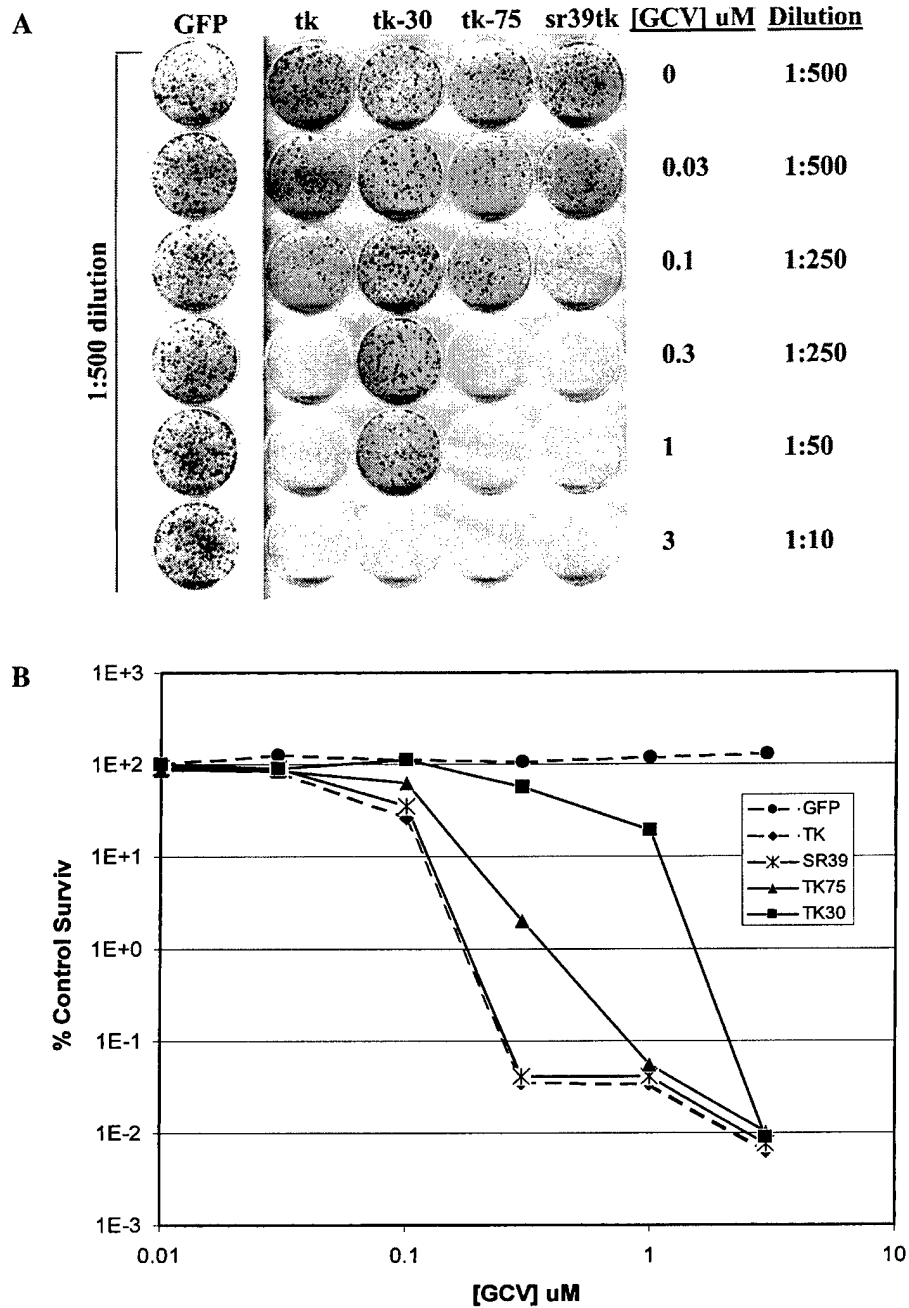 A
GFP tk tk-30 tk-75 sr39tk [GCV] uM Dilution
0 1:500
0.03 1:500
0.1 1:250
0.3 1:250
1 1:50
3 1:10
1:500 dilution
B
1E+3
1E+2
1E+1
1E+0
1E-1
1E-2
1E-3
% Control Surviv
GFP
TK
SR39
TK75
TK30
0.01 0.1 1 10
[GCV] uM